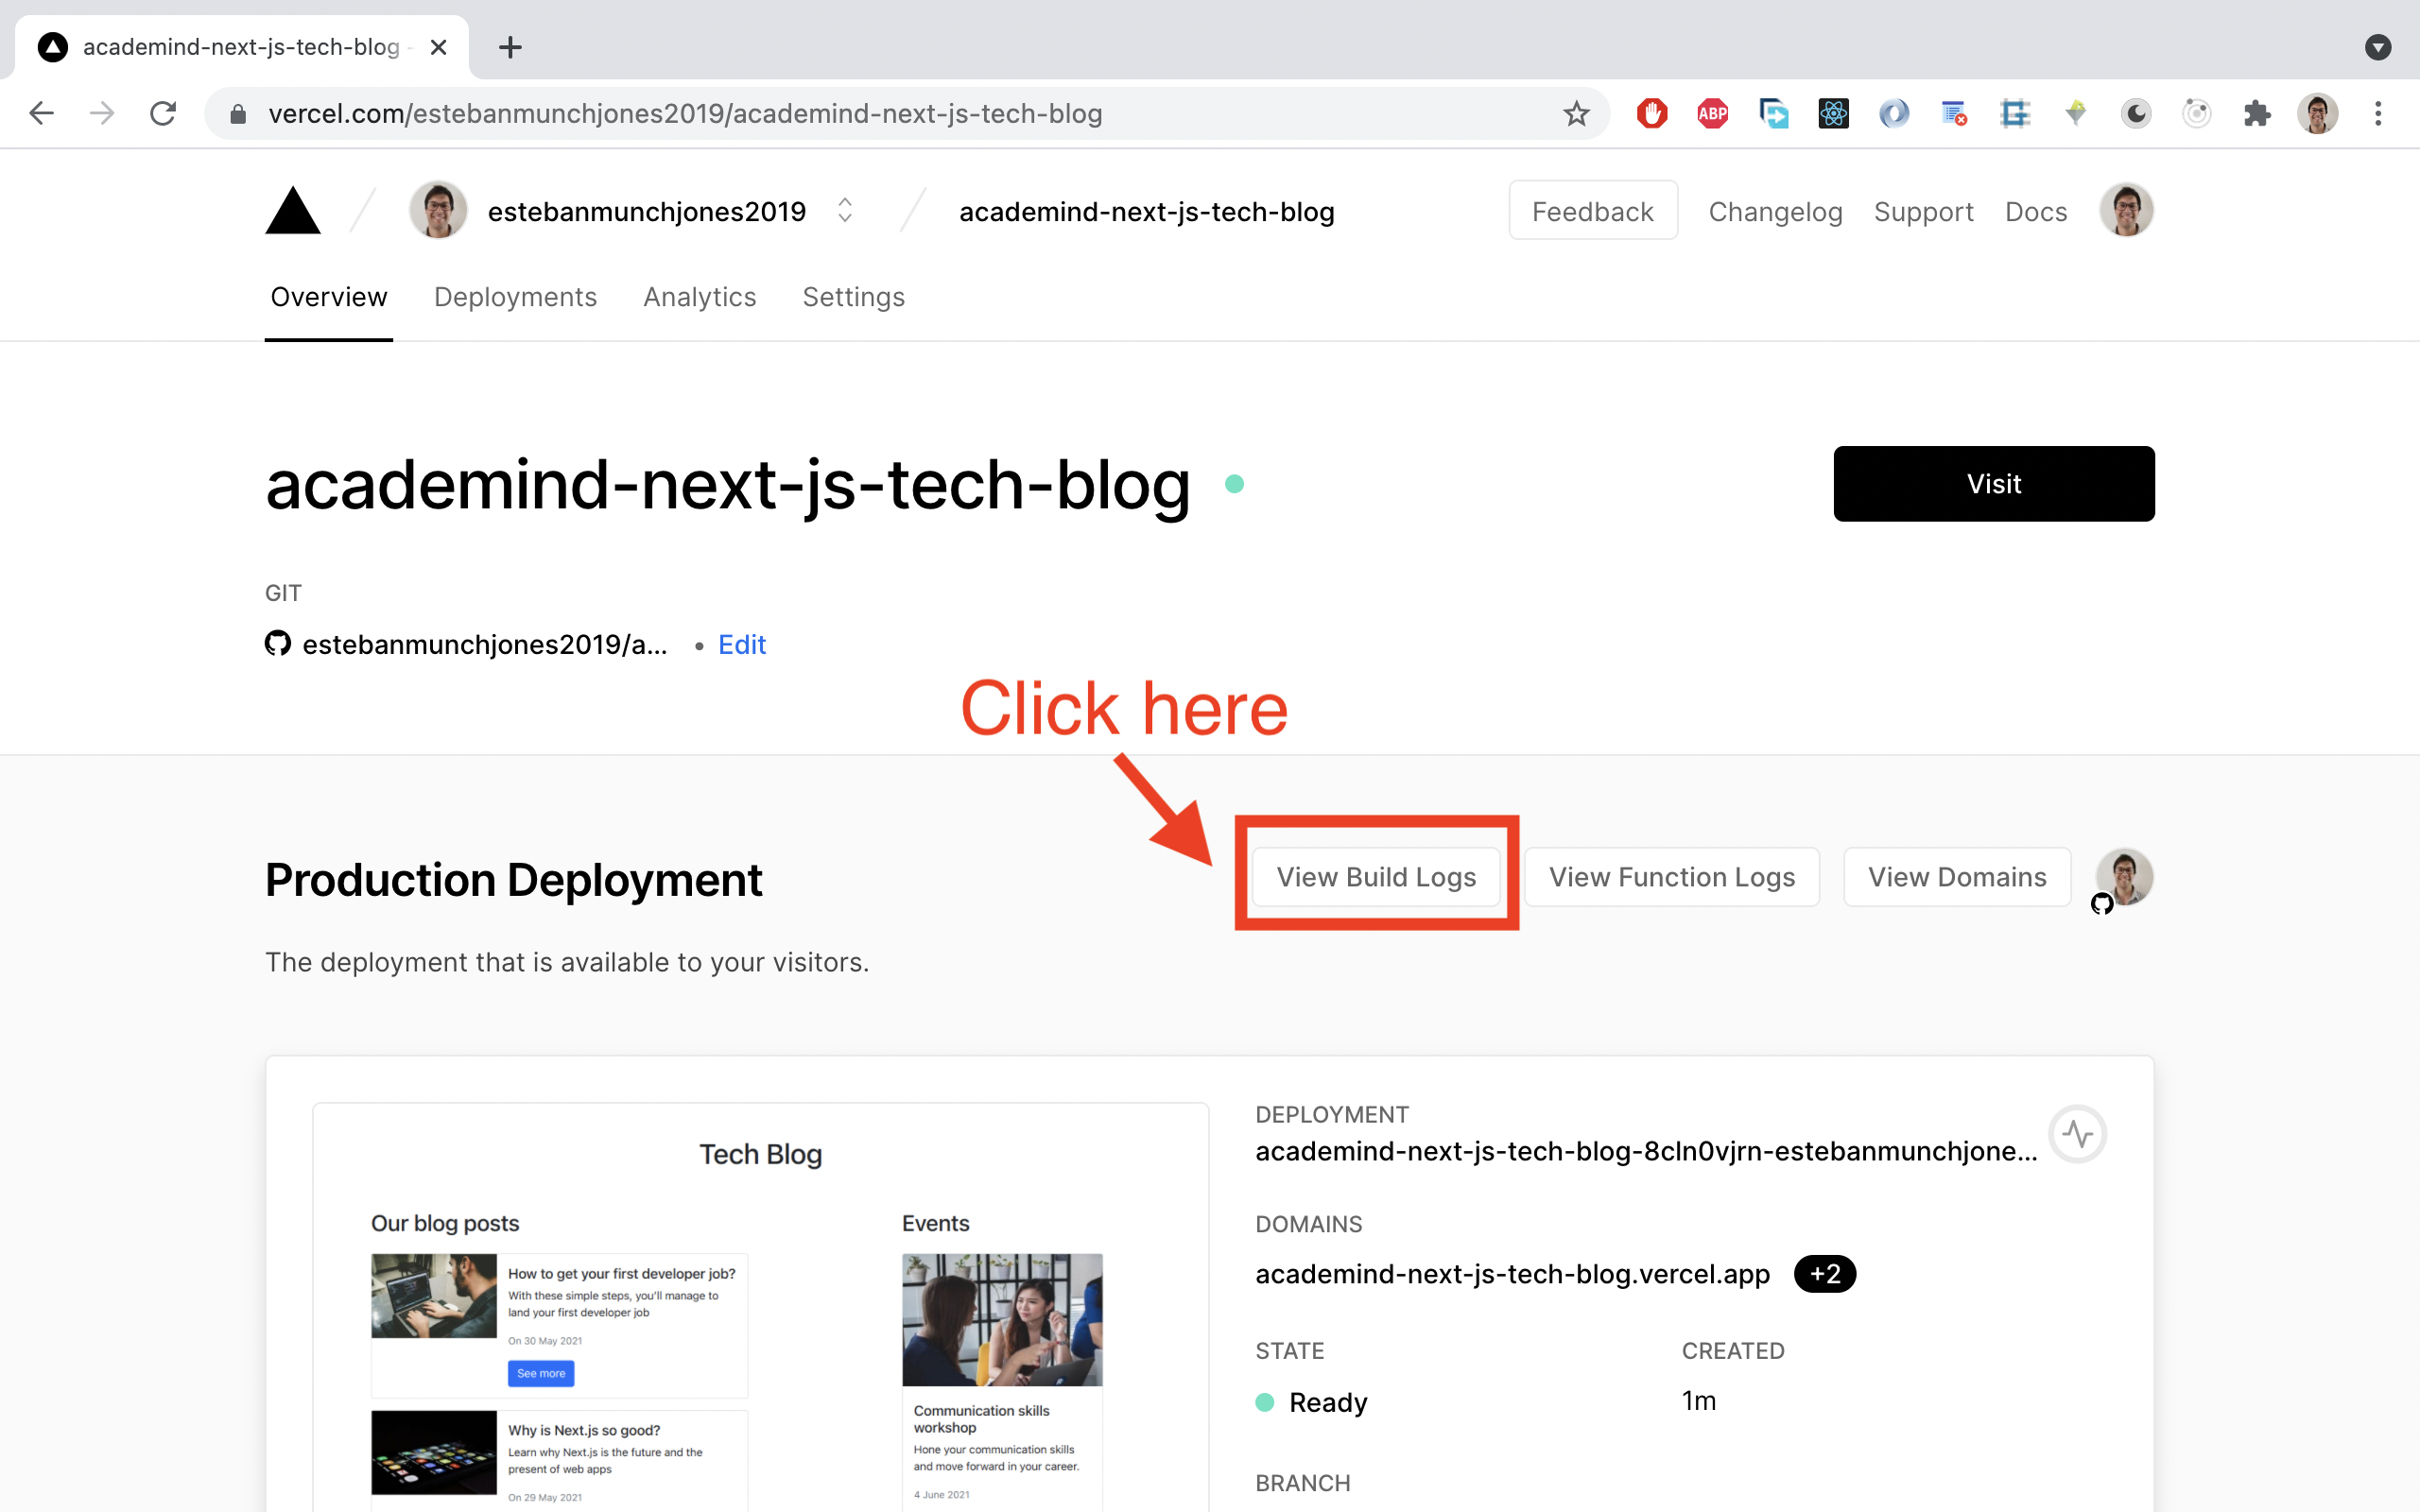 academind-next-js-tech-blog -
vercel.com/estebanmunchjones2019/academind-next-js-tech-blog
ABP
estebanmunchjones2019
academind-next-js-tech-blog
Feedback
Changelog
Support
Docs
Overview
Deployments
Analytics
Settings
academind-next-js-tech-blog
Visit
GIT
estebanmunchjones2019/a...
• Edit
Click here
Production Deployment
View Build Logs
View Function Logs
View Domains
The deployment that is available to your visitors.
Tech Blog
Our blog posts
How to get your first developer job?
With these simple steps, you'll manage to
land your first developer job
On 30 May 2021
See more
Why is Next.js so good?
Learn why Next.js is the future and the
present of web apps
On 29 May 2021
Events
Communication skills
workshop
Hone your communication skills
and move forward in your career.
4 June 2021
DEPLOYMENT
academind-next-js-tech-blog-8cln0vjrn-estebanmunchjone...
DOMAINS
academind-next-js-tech-blog.vercel.app
+2
STATE
Ready
CREATED
1m
BRANCH